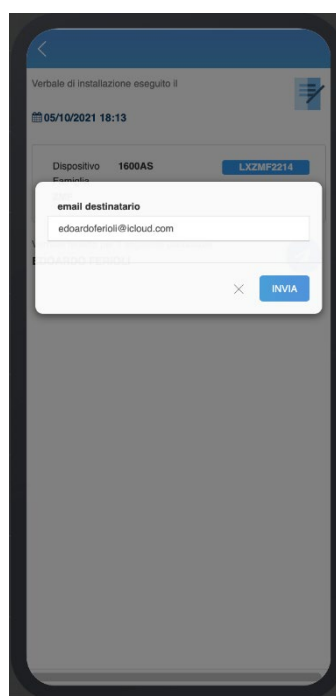 Verbale di installazione eseguito il
05/10/2021 18:13
Dispositivo 1600AS LXZMF2214
Famiglia
email destinatario
edoardoferioli@icloud.com
INVIA